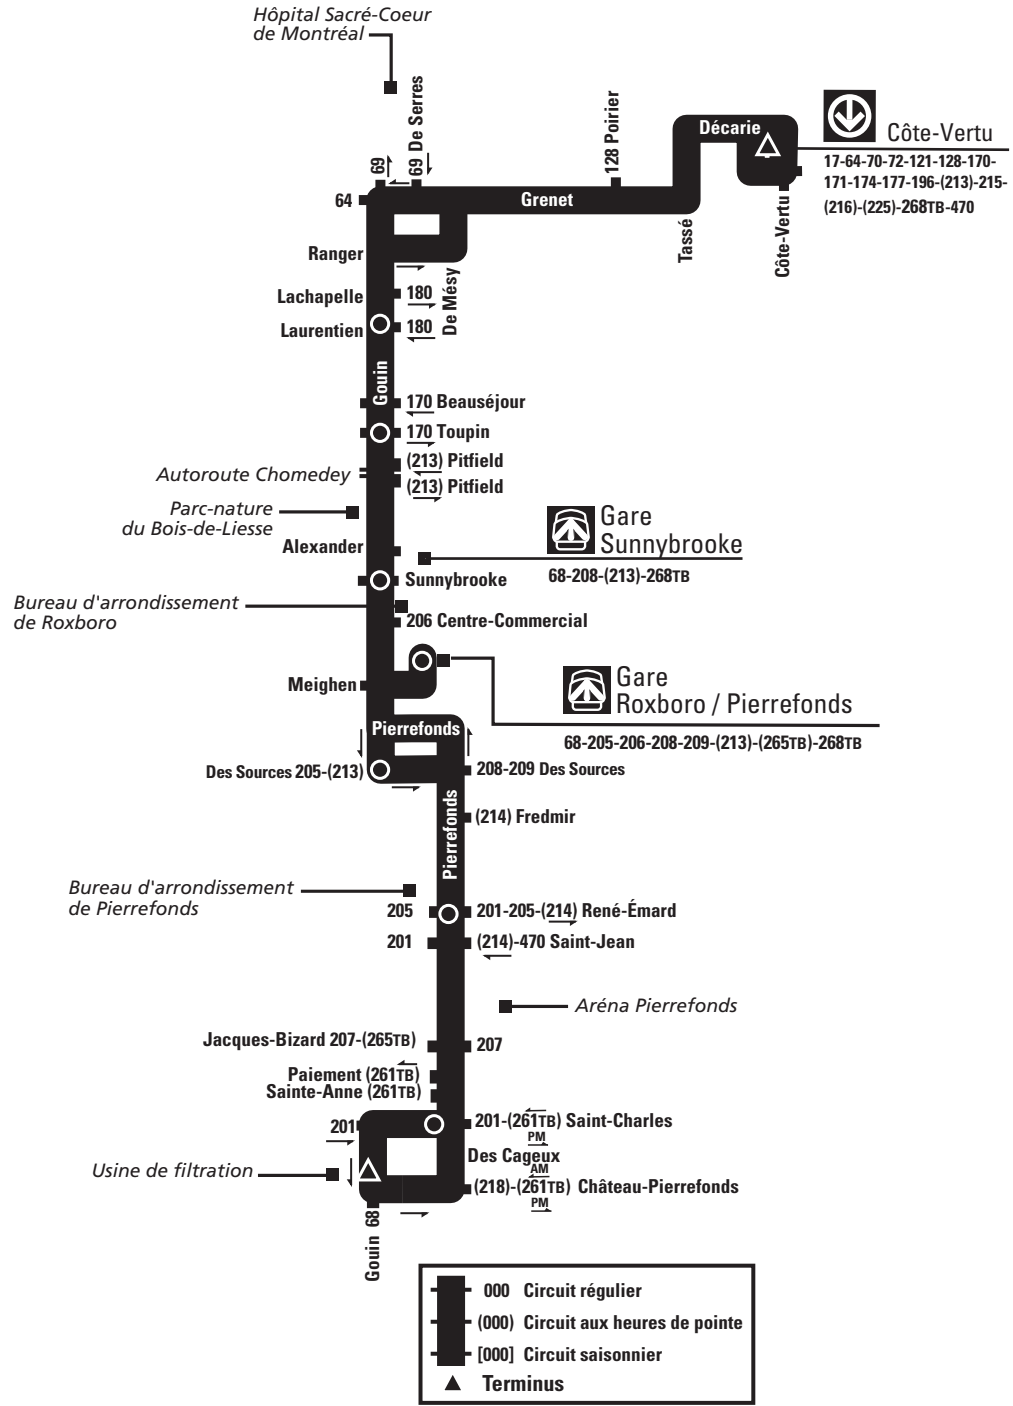 Hôpital Sacré-Coeur
de Montréal
69
69 De Serres
128 Poirier
Décarie
Côte-Vertu
17-64-70-72-121-128-170-
171-174-177-196-(213)-215-
(216)-(225)-268TB-470
64
Grenet
Tassé
Côte-Vertu
Ranger
De Mésy
Lachapelle
180
Laurentien
180
Gouin
170 Beauséjour
170 Toupin
(213) Pitfield
Autoroute Chomedey
(213) Pitfield
Parc-nature
du Bois-de-Liesse
Gare
Sunnybrooke
68-208-(213)-268TB
Alexander
Sunnybrooke
Bureau d'arrondissement
de Roxboro
206 Centre-Commercial
Meighen
Gare
Roxboro / Pierrefonds
68-205-206-208-209-(213)-(265TB)-268TB
Pierrefonds
Des Sources 205-(213)
208-209 Des Sources
(214) Fredmir
Pierrefonds
Bureau d'arrondissement
de Pierrefonds
205
201-205-(214) René-Émard
201
(214)-470 Saint-Jean
Aréna Pierrefonds
Jacques-Bizard 207-(265TB)
207
Paiement (261TB)
Sainte-Anne (261TB)
201
201-(261TB) Saint-Charles
PM
Des Cageux
Usine de filtration
AM
(218)-(261TB) Château-Pierrefonds
PM
Gouin 68
000 Circuit régulier
(000) Circuit aux heures de pointe
[000] Circuit saisonnier
Terminus